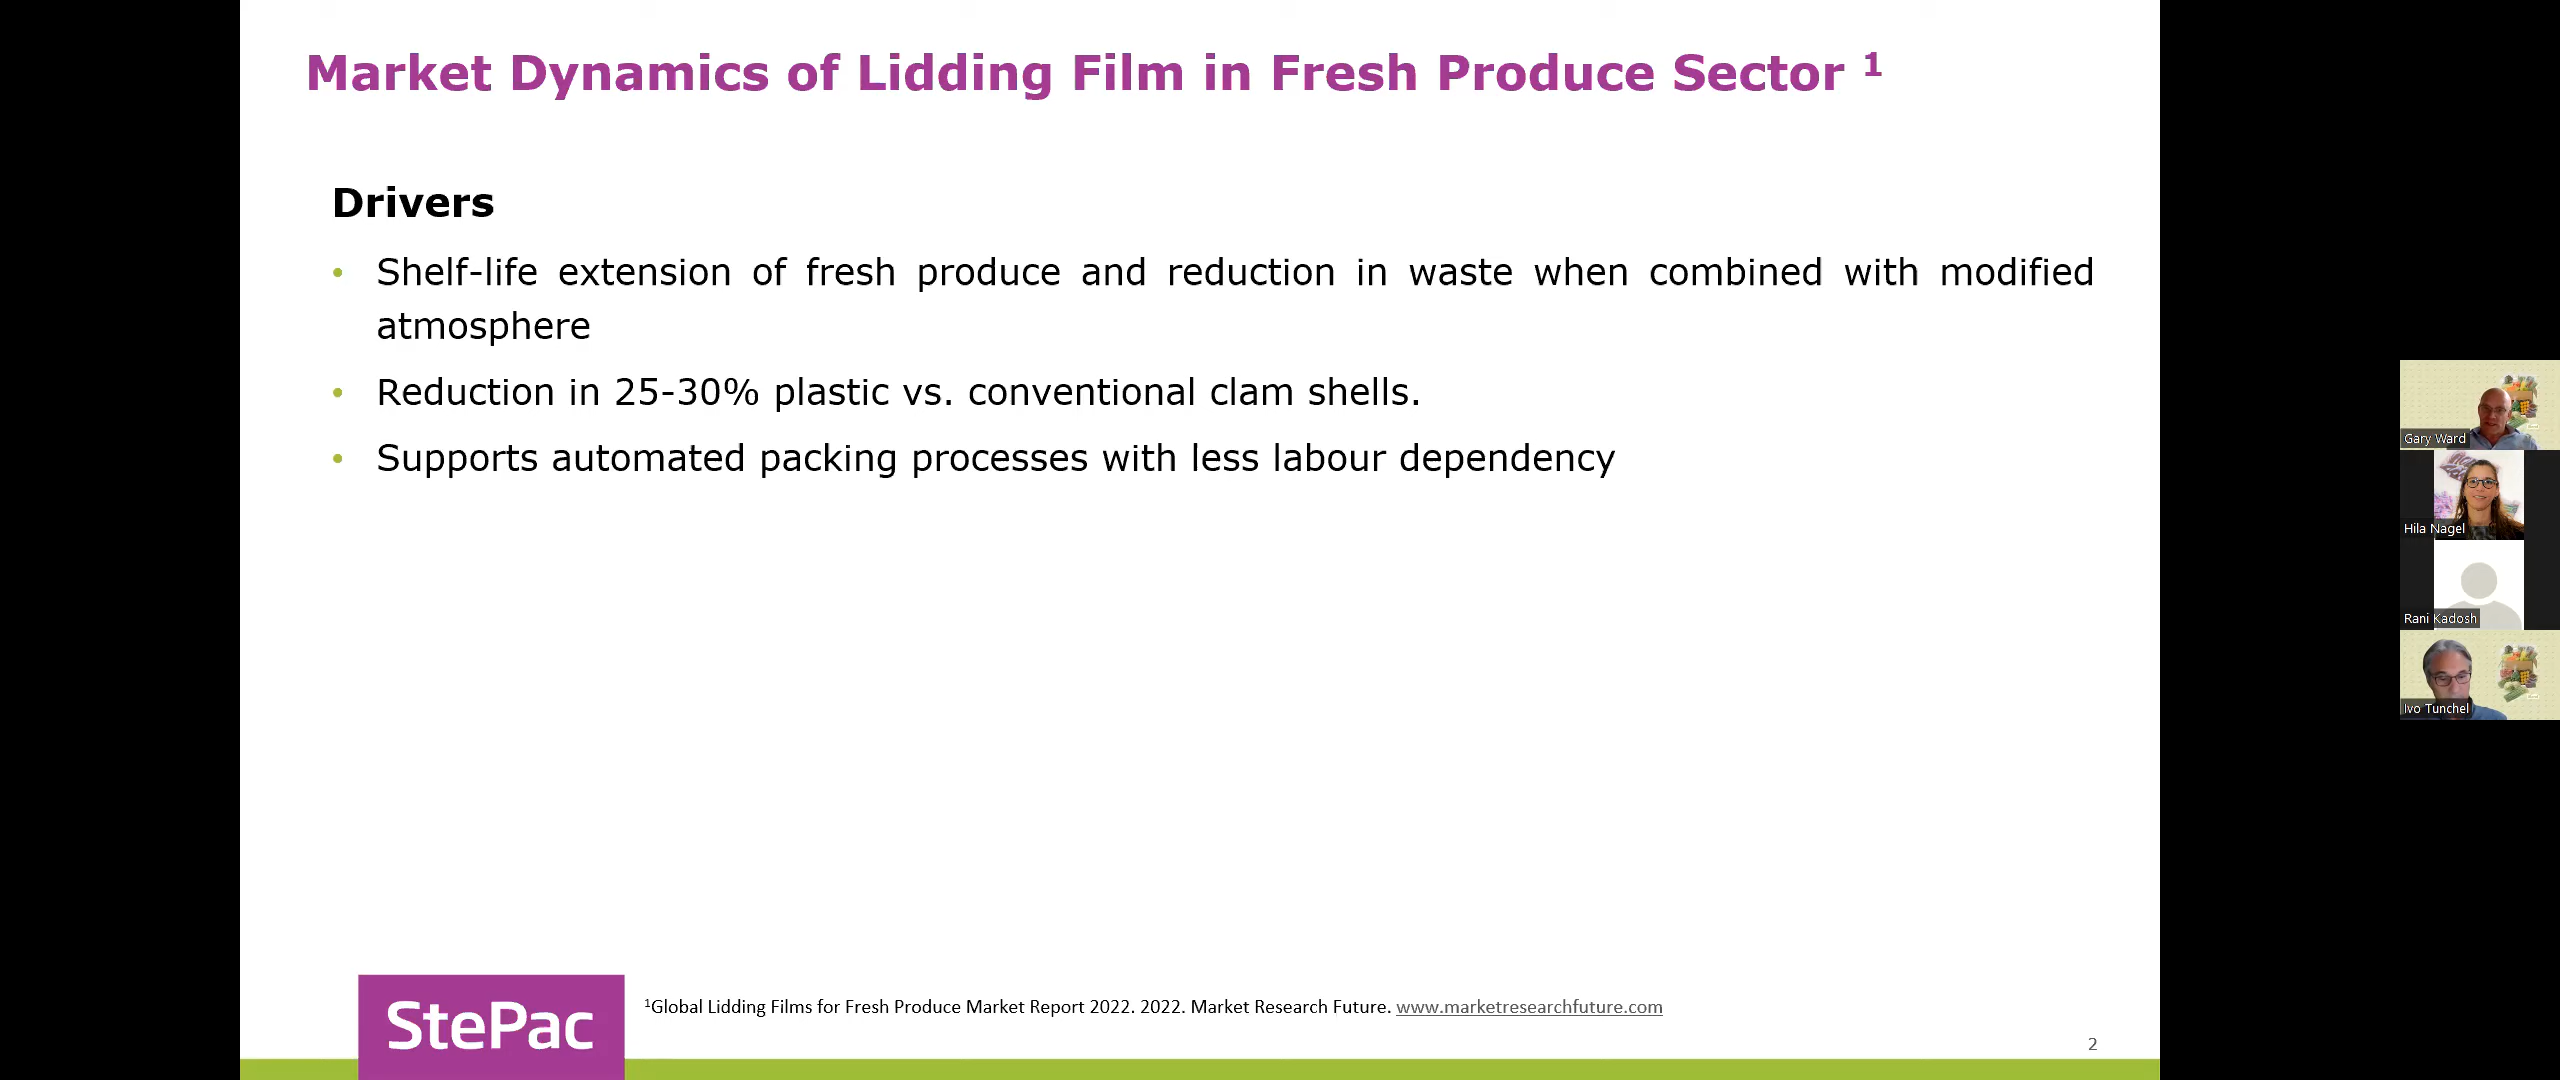 Market Dynamics of Lidding Film in Fresh Produce Sector ¹
Drivers
• Shelf-life extension of fresh produce and reduction in waste when combined with modified
atmosphere
• Reduction in 25-30% plastic vs. conventional clam shells.
• Supports automated packing processes with less labour dependency
Gary Ward
Hila Nagel
Rani Kadosh
Ivo Tunchel
StePac
¹Global Lidding Films for Fresh Produce Market Report 2022. 2022. Market Research Future. www.marketresearchfuture.com
2